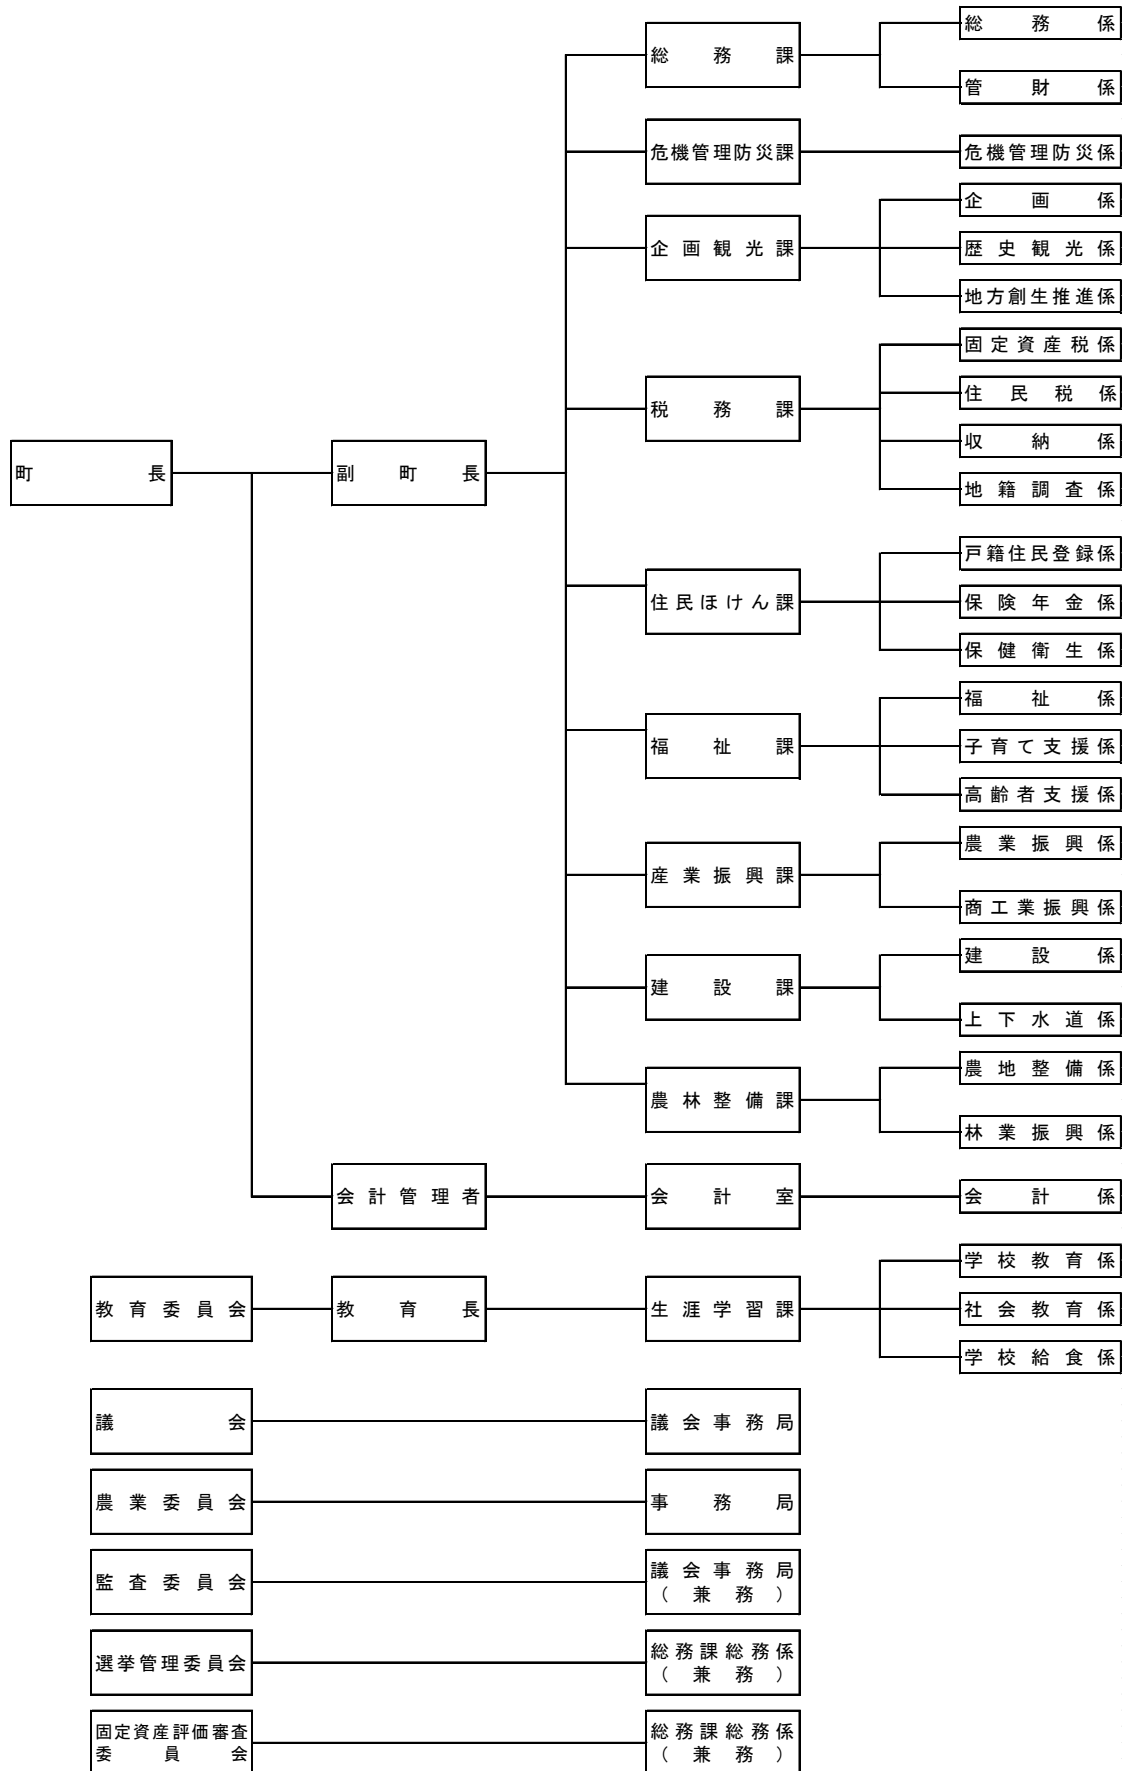 総務課
総務係
管財係
危機管理防災課
危機管理防災係
企画観光課
企画係
歴史観光係
地方創生推進係
税務課
固定資産税係
住民税係
収納係
地籍調査係
町長
副町長
住民ほけん課
戸籍住民登録係
保険年金係
保健衛生係
福祉課
福祉係
子育て支援係
高齢者支援係
産業振興課
農業振興係
商工業振興係
建設課
建設係
上下水道係
農林整備課
農地整備係
林業振興係
会計管理者
会計室
会計係
教育委員会
教育長
生涯学習課
学校教育係
社会教育係
学校給食係
議会
議会事務局
農業委員会
事務局
監査委員会
議会事務局
(兼務)
選挙管理委員会
総務課総務係
(兼務)
固定資産評価審査
委員会
総務課総務係
(兼務)